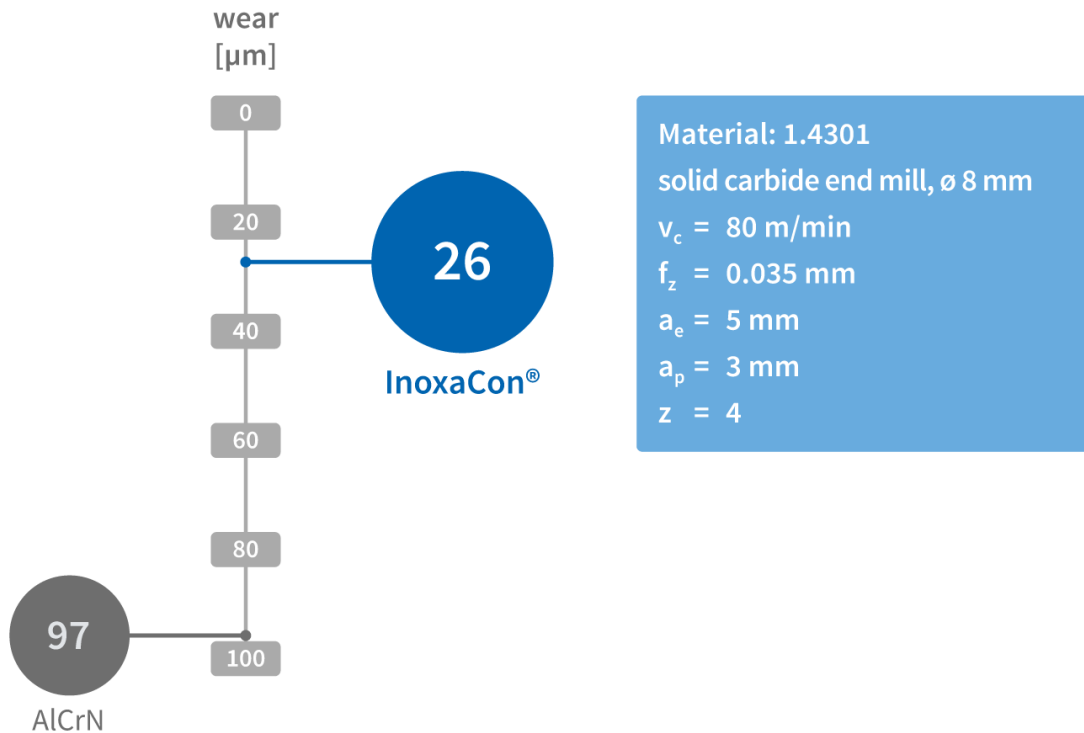 wear
[µm]
0
20
40
60
80
100
26
InoxaCon®
97
AlCrN
Material: 1.4301
solid carbide end mill, ø 8 mm
vc = 80 m/min
fz = 0.035 mm
ae = 5 mm
ap = 3 mm
z = 4